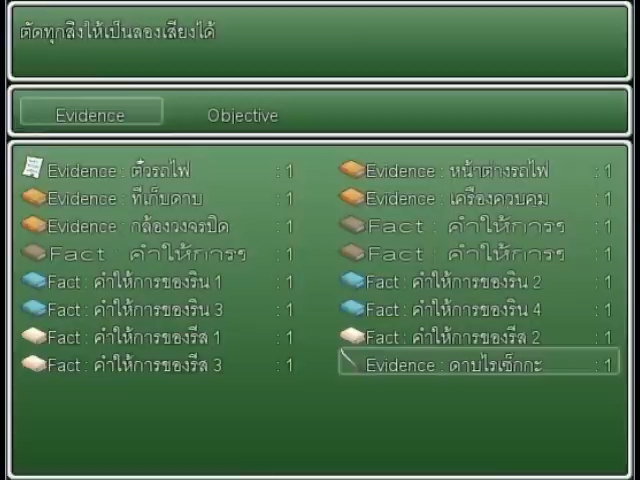 ตัดทุกสิ่งให้เป็นสองเสี่ยงได้
Evidence Objective
Evidence : ตั๋วรถไฟ : 1 Evidence : หน้าต่างรถไฟ : 1
Evidence : ที่เก็บดาบ : 1 Evidence : เครื่องควบคุม : 1
Evidence : กล้องวงจรปิด : 1 Fact : คำให้การข : 1
Fact : คำให้การข : 1 Fact : คำให้การข : 1
Fact : คำให้การของริน 1 : 1 Fact : คำให้การของริน 2 : 1
Fact : คำให้การของริน 3 : 1 Fact : คำให้การของริน 4 : 1
Fact : คำให้การของรีส 1 : 1 Fact : คำให้การของรีส 2 : 1
Fact : คำให้การของรีส 3 : 1 Evidence : ดาบไรเซ็กกะ : 1